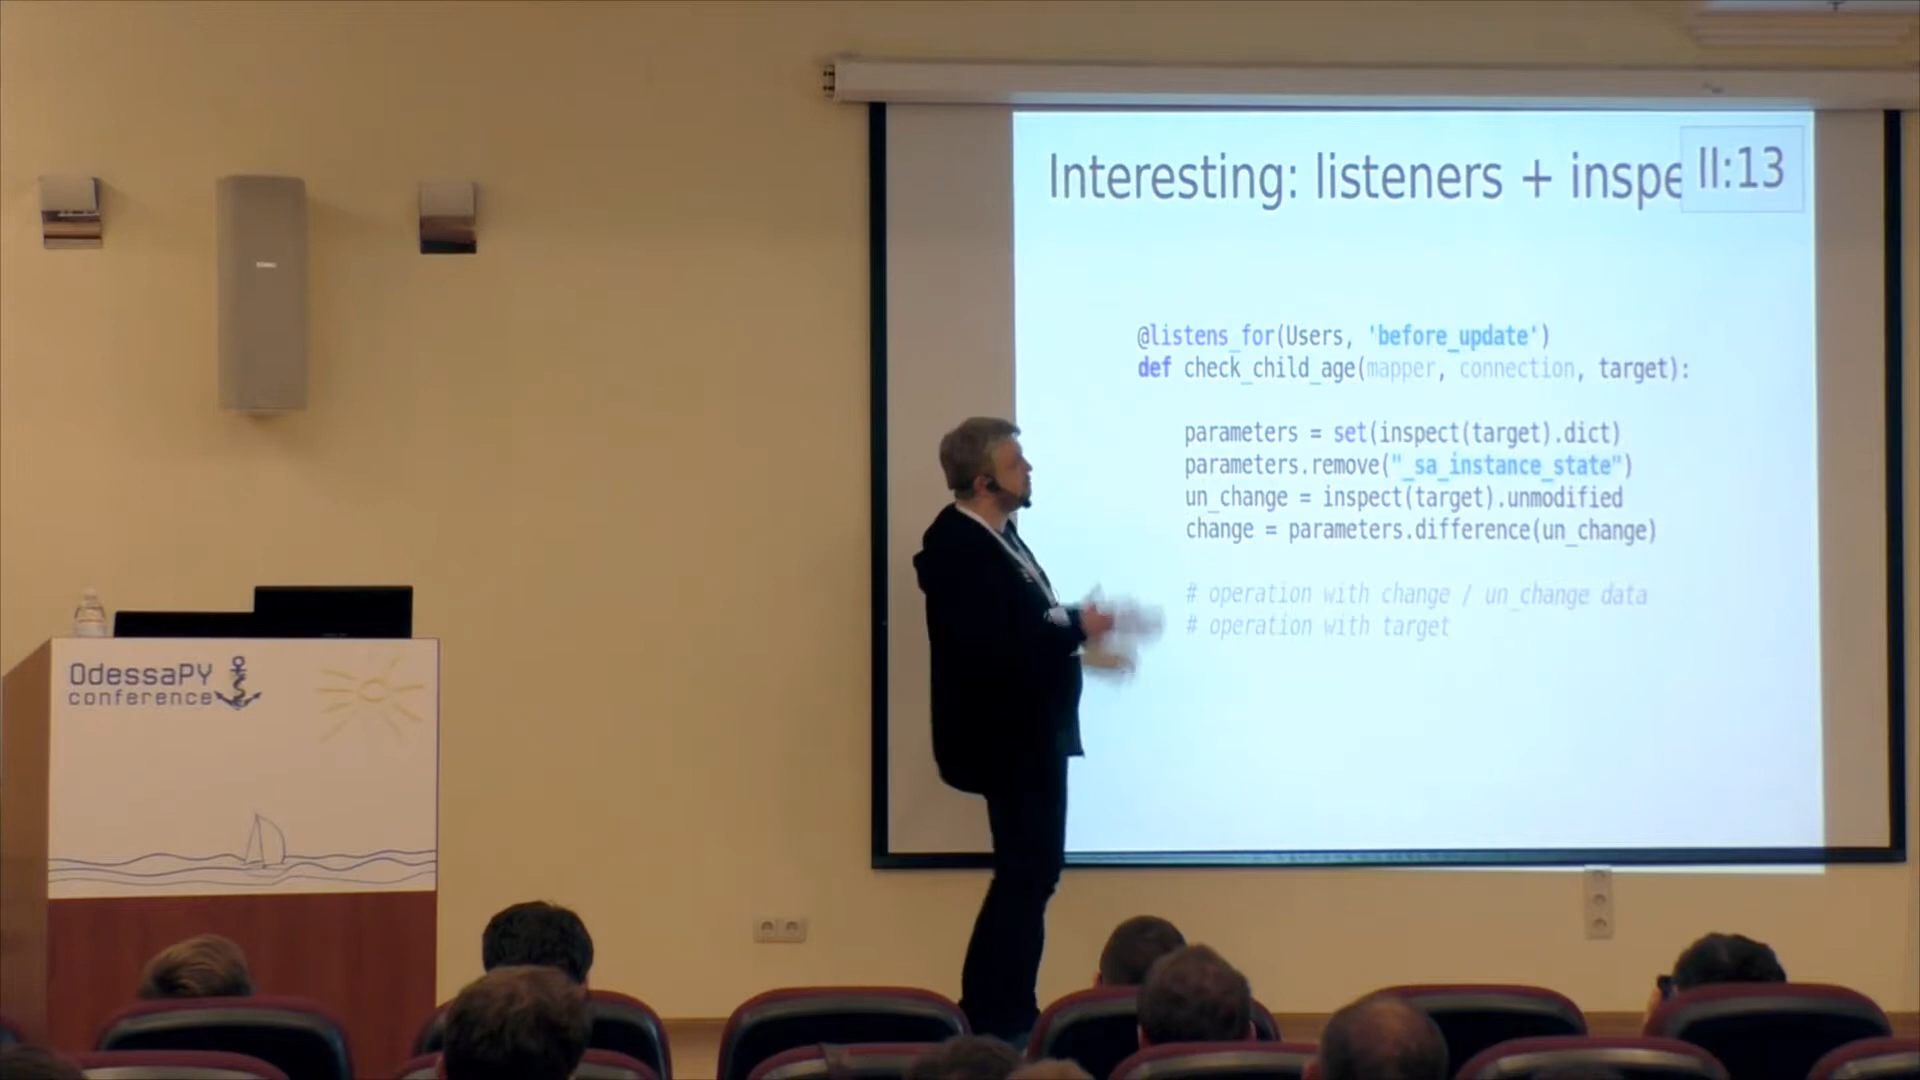 OdessaPY
conference
Interesting: listeners + inspe
11:13
@listens_for(Users, 'before_update')
def check_child_age(mapper, connection, target):
parameters = set(inspect(target).dict)
parameters.remove("_sa_instance_state")
un_change = inspect(target).unmodified
change = parameters.difference(un_change)
# operation with change / un_change data
# operation with target